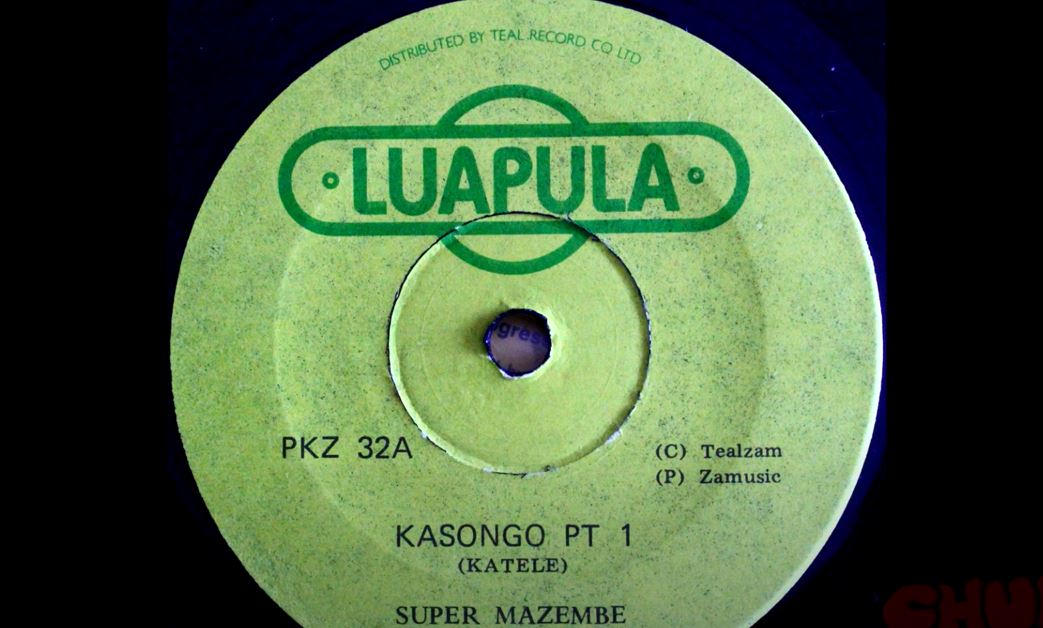 DISTRIBUTED BY TEAL RECORD CO LTD
LUAPULA
PKZ 32A
(C) Tealzam
(P) Zamusic
KASONGO PT 1
(KATELE)
SUPER MAZEMBE